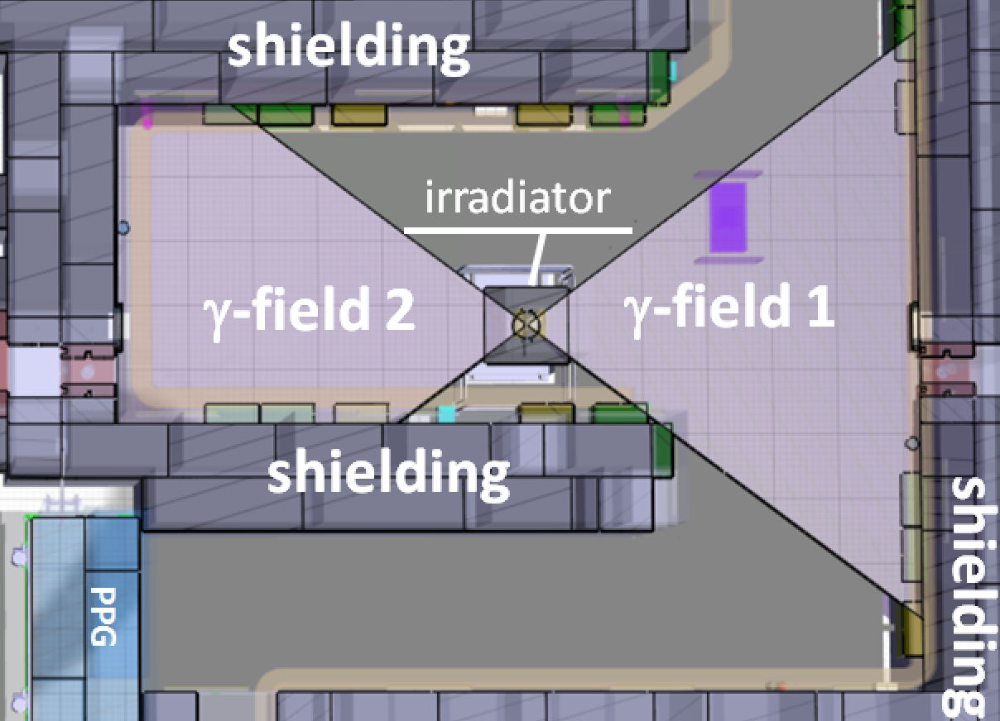 shielding
irradiator
γ-field 2
γ-field 1
shielding
shielding
PPG